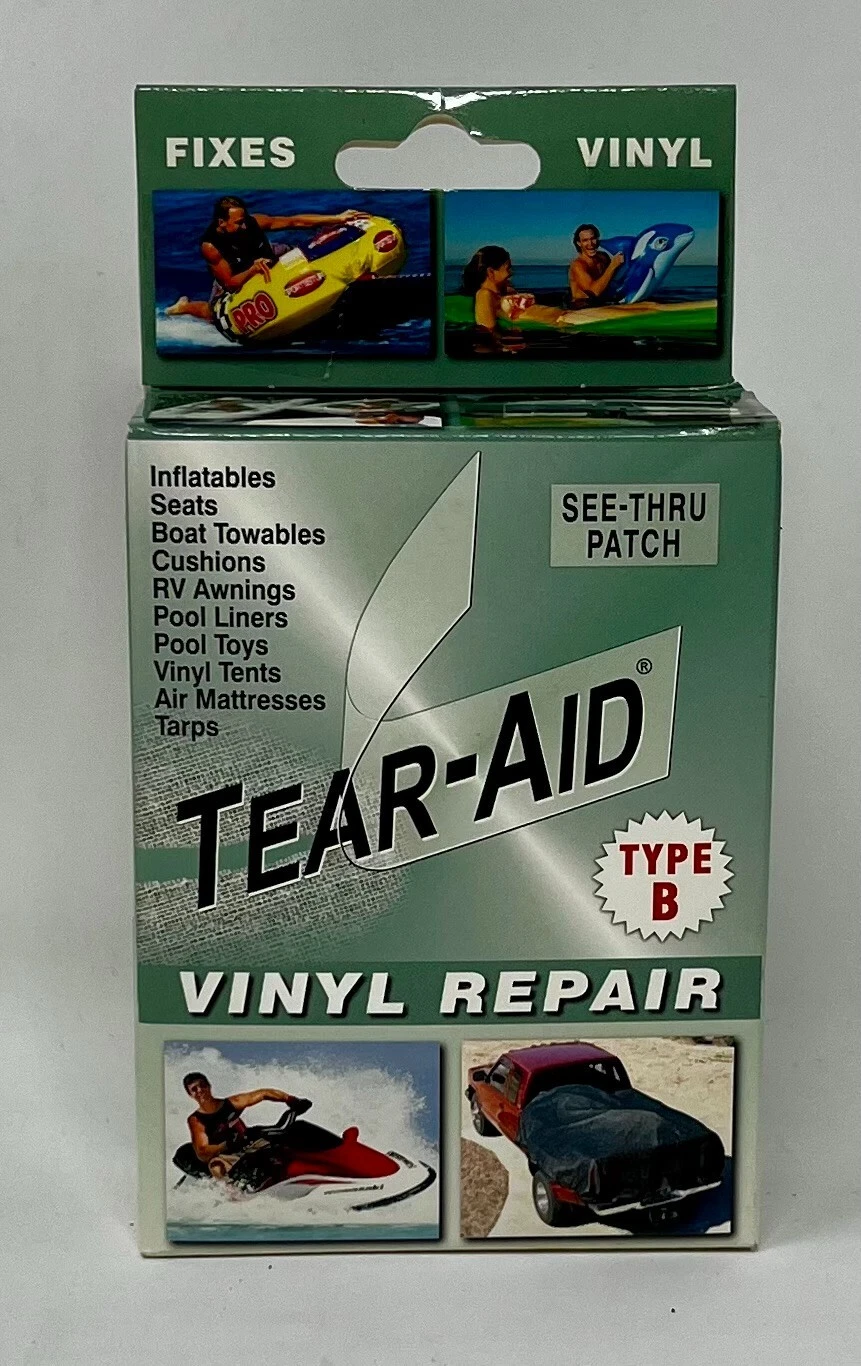 FIXES
VINYL
PRO
Inflatables
Seats
Boat Towables
Cushions
RV Awnings
Pool Liners
Pool Toys
Vinyl Tents
Air Mattresses
Tarps
SEE-THRU
PATCH
TEAR-AID®
TYPE
B
VINYL REPAIR